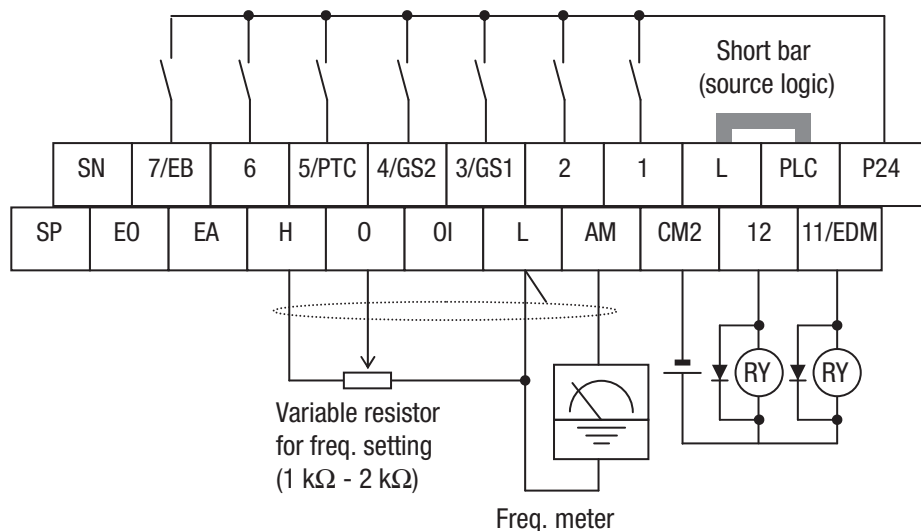 Short bar
(source logic)
SN 7/EB 6 5/PTC 4/GS2 3/GS1 2 1 L PLC P24
SP EO EA H O OI L AM CM2 12 11/EDM
RY RY
Variable resistor
for freq. setting
(1 kΩ - 2 kΩ)
Freq. meter